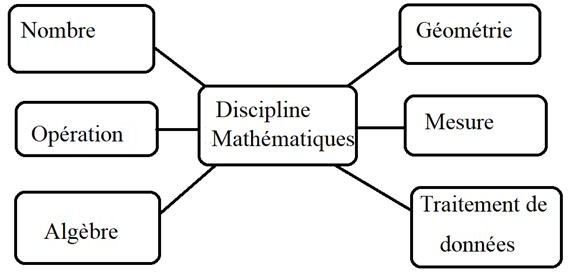 Nombre
Géométrie
Discipline
Mathématiques
Opération
Mesure
Algèbre
Traitement de
données